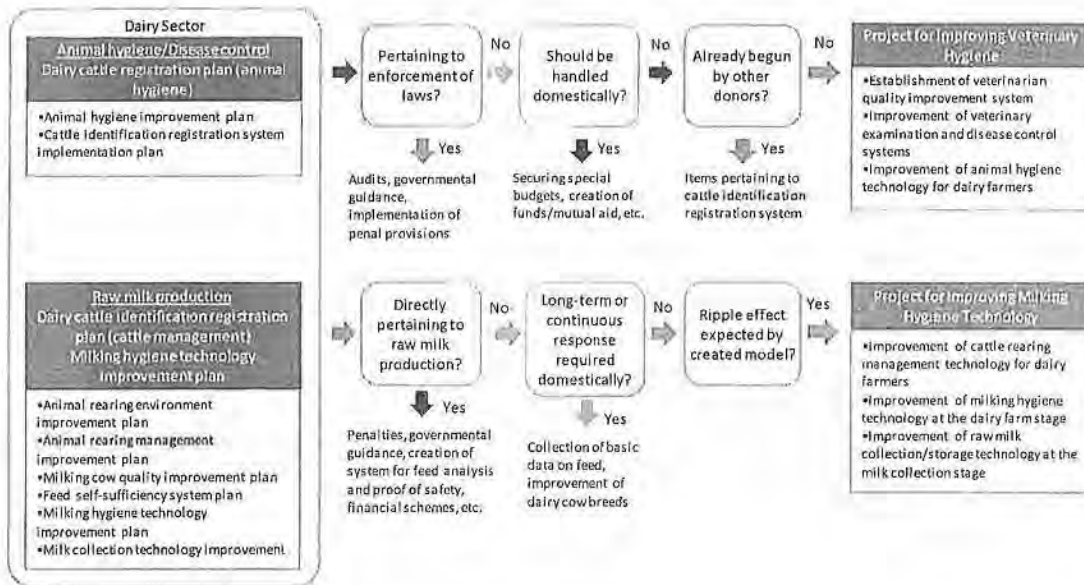 Dairy Sector
Animal hygiene/Disease control
Dairy cattle registration plan (animal
hygiene)
•Animal hygiene improvement plan
•Cattle identification registration system
implementation plan
Pertaining to
enforcement of
laws?
No
Should be
handled
domestically?
No
Already begun
by other
donors?
No
Project for Improving Veterinary
Hygiene
•Establishment of veterinarian
quality improvement system
•Improvement of veterinary
examination and disease control
systems
•Improvement of animal hygiene
technology for dairy farmers
Yes
Audits, governmental
guidance,
implementation of
penal provisions
Yes
Securing special
budgets, creation of
funds/mutual aid, etc.
Yes
Items pertaining to
cattle identification
registration system
Raw milk production
Dairy cattle identification registration
plan (cattle management)
Milking hygiene technology
improvement plan
•Animal rearing environment
improvement plan
•Animal rearing management
improvement plan
•Milking cow quality improvement plan
•Feed self-sufficiency system plan
•Milking hygiene technology
improvement plan
•Milk collection technology improvement
Directly
pertaining to
raw milk
production?
No
Long-term or
continuous
response
required
domestically?
No
Ripple effect
expected by
created model?
Yes
Project for Improving Milking
Hygiene Technology
•Improvement of cattle rearing
management technology for dairy
farmers
•Improvement of milking hygiene
technology at the dairy farm stage
•Improvement of raw milk
collection/storage technology at the
milk collection stage
Yes
Penalties, governmental
guidance, creation of
system for feed analysis
and proof of safety,
financial schemes, etc.
Yes
Collection of basic
data on feed,
improvement of
dairy cow breeds